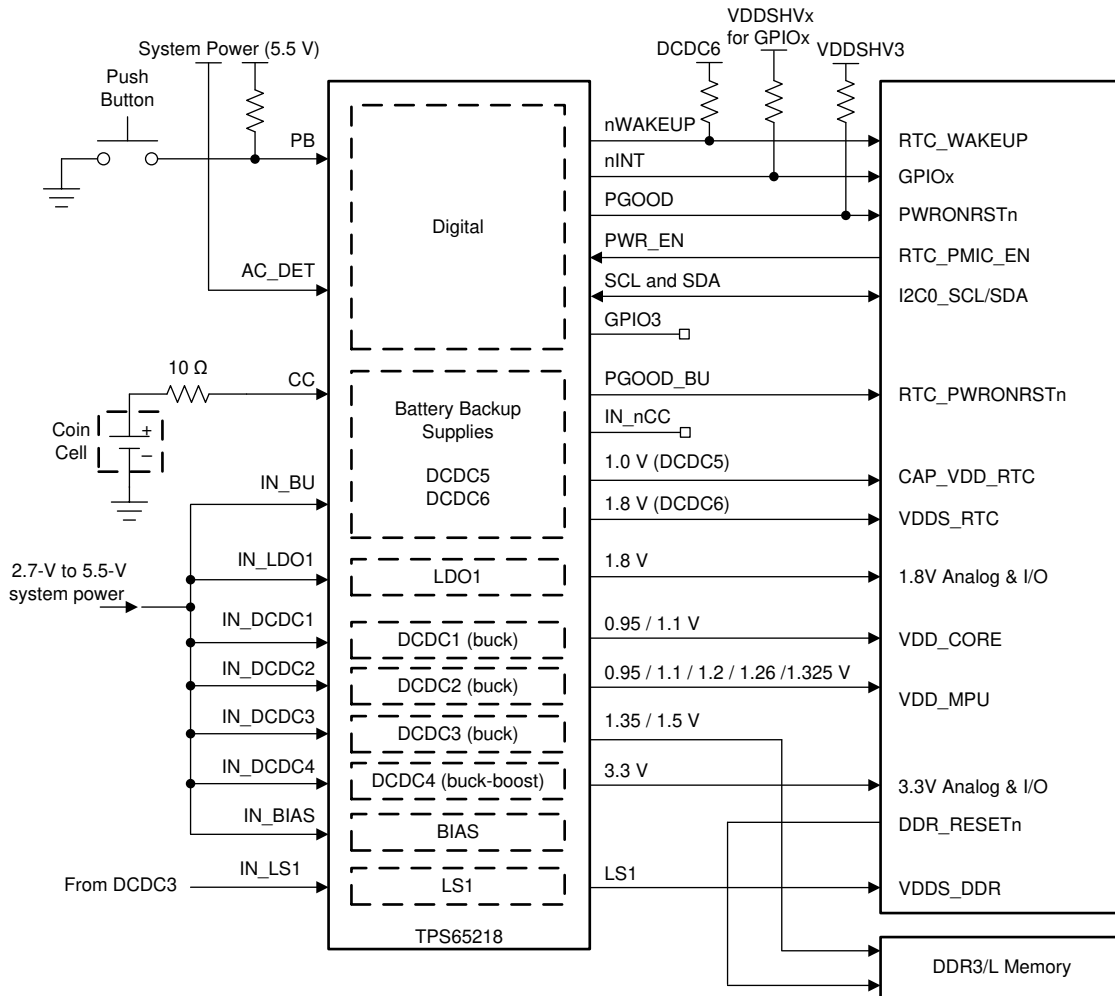 System Power (5.5 V)
VDDSHVx
for GPIOx
DCDC6
VDDSHV3
Push
Button
PB
AC_DET
10 Ω
CC
Coin
Cell
+
–
IN_BU
2.7-V to 5.5-V
system power
IN_LDO1
IN_DCDC1
IN_DCDC2
IN_DCDC3
IN_DCDC4
IN_BIAS
From DCDC3
IN_LS1
Digital
Battery Backup
Supplies
DCDC5
DCDC6
LDO1
DCDC1 (buck)
DCDC2 (buck)
DCDC3 (buck)
DCDC4 (buck-boost)
BIAS
LS1
TPS65218
nWAKEUP
nINT
PGOOD
PWR_EN
SCL and SDA
GPIO3
PGOOD_BU
IN_nCC
1.0 V (DCDC5)
1.8 V (DCDC6)
1.8 V
0.95 / 1.1 V
0.95 / 1.1 / 1.2 / 1.26 /1.325 V
1.35 / 1.5 V
3.3 V
LS1
RTC_WAKEUP
GPIOx
PWRONRSTn
RTC_PMIC_EN
I2C0_SCL/SDA
RTC_PWRONRSTn
CAP_VDD_RTC
VDDS_RTC
1.8V Analog & I/O
VDD_CORE
VDD_MPU
3.3V Analog & I/O
DDR_RESETn
VDDS_DDR
DDR3/L Memory